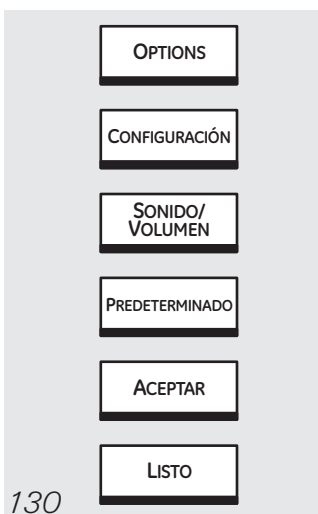 OPTIONS
CONFIGURACIÓN
SONIDO/
VOLUMEN
PREDETERMINADO
ACEPTAR
LISTO
130